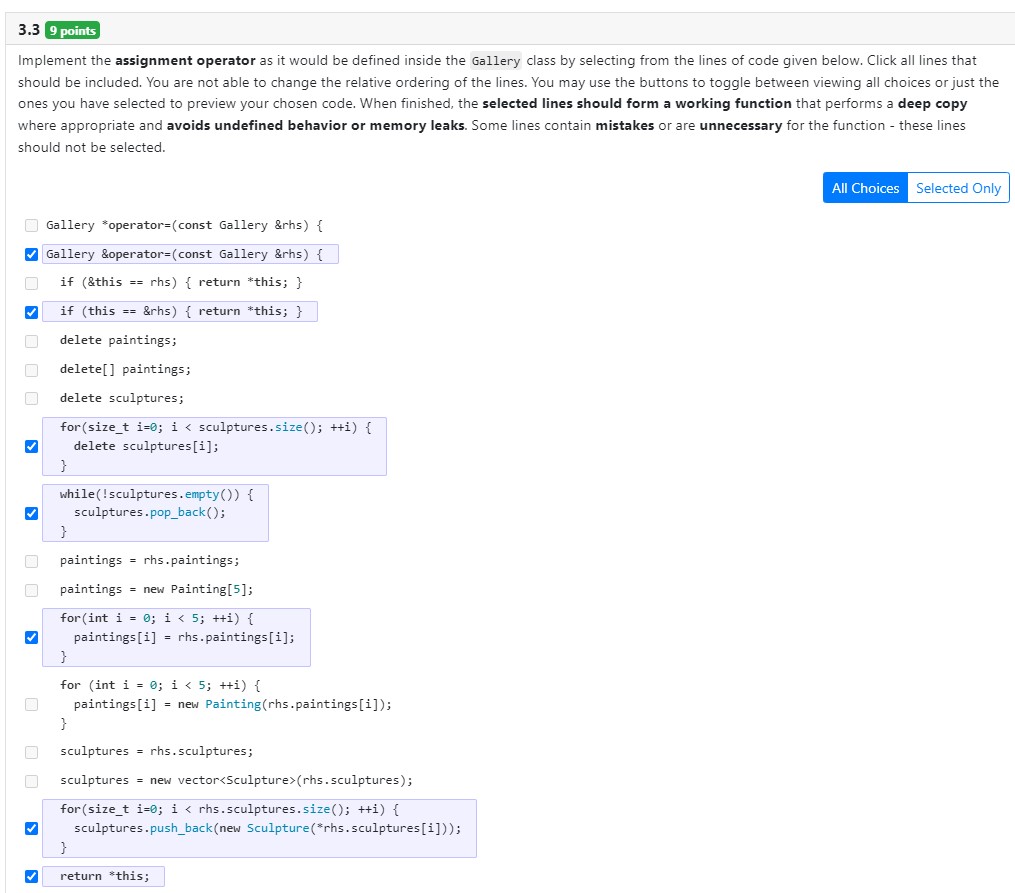 3.3 9 points
Implement the assignment operator as it would be defined inside the Gallery class by selecting from the lines of code given below. Click all lines that
should be included. You are not able to change the relative ordering of the lines. You may use the buttons to toggle between viewing all choices or just the
ones you have selected to preview your chosen code. When finished, the selected lines should form a working function that performs a deep copy
where appropriate and avoids undefined behavior or memory leaks. Some lines contain mistakes or are unnecessary for the function - these lines
should not be selected.
All Choices Selected Only
Gallery *operator=(const Gallery &rhs) {
Gallery &operator=(const Gallery &rhs) {
if (&this == rhs) { return *this; }
if (this == &rhs) { return *this; }
delete paintings;
delete[] paintings;
delete sculptures;
for(size_t i=0; i < sculptures.size(); ++i) {
delete sculptures[i];
}
while(!sculptures.empty()) {
sculptures.pop_back();
}
paintings = rhs.paintings;
paintings = new Painting[5];
for(int i = 0; i < 5; ++i) {
paintings[i] = rhs.paintings[i];
}
for (int i = 0; i < 5; ++i) {
paintings[i] = new Painting(rhs.paintings[i]);
}
sculptures = rhs.sculptures;
sculptures = new vector<Sculpture>(rhs.sculptures);
for(size_t i=0; i < rhs.sculptures.size(); ++i) {
sculptures.push_back(new Sculpture(*rhs.sculptures[i]));
}
return *this;